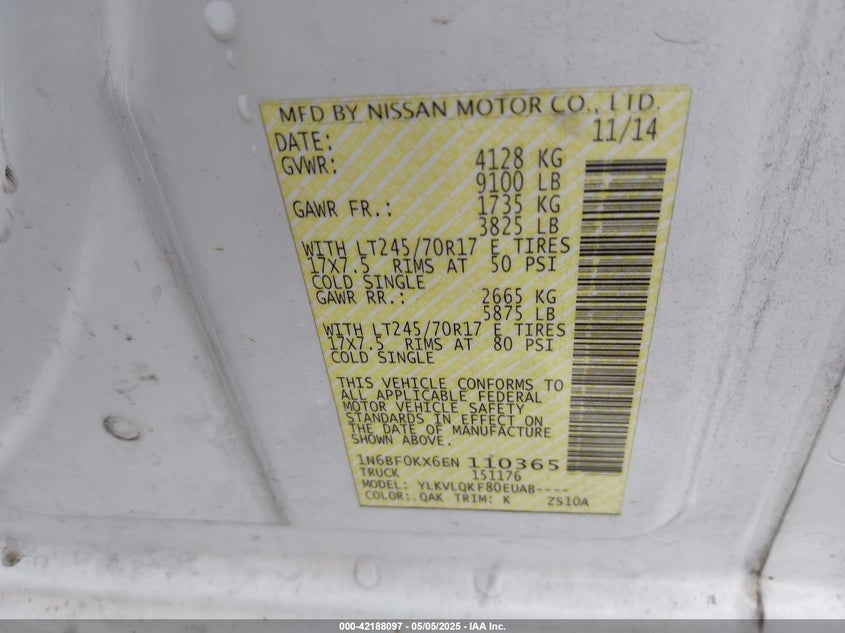 MFD BY NISSAN MOTOR CO., LTD.
DATE: 11/14
GVWR: 4128 KG
9100 LB
GAWR FR.: 1735 KG
3825 LB
WITH LT245/70R17 E TIRES
17X7.5 RIMS AT 50 PSI
COLD SINGLE
GAWR RR.: 2665 KG
5875 LB
WITH LT245/70R17 E TIRES
17X7.5 RIMS AT 80 PSI
COLD SINGLE
THIS VEHICLE CONFORMS TO
ALL APPLICABLE FEDERAL
MOTOR VEHICLE SAFETY
STANDARDS IN EFFECT ON
THE DATE OF MANUFACTURE
SHOWN ABOVE.
1N6BF0KX6EN 110365
TRUCK 151176
MODEL: YLKVLQKF80EUAB----
COLOR: QAK TRIM: K ZS10A
000-42188097 - 05/05/2025 - IAA Inc.